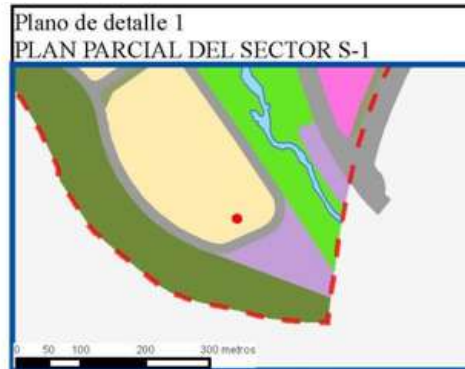 Plano de detalle 1
PLAN PARCIAL DEL SECTOR S-1
0 50 100 200 300 metros